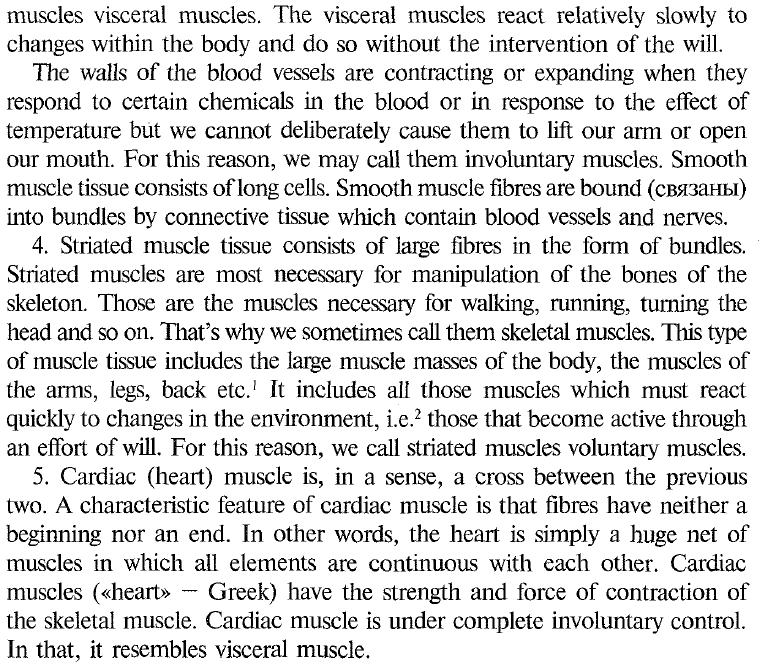 muscles visceral muscles. The visceral muscles react relatively slowly to
changes within the body and do so without the intervention of the will.
The walls of the blood vessels are contracting or expanding when they
respond to certain chemicals in the blood or in response to the effect of
temperature but we cannot deliberately cause them to lift our arm or open
our mouth. For this reason, we may call them involuntary muscles. Smooth
muscle tissue consists of long cells. Smooth muscle fibres are bound (связаны)
into bundles by connective tissue which contain blood vessels and nerves.
4. Striated muscle tissue consists of large fibres in the form of bundles.
Striated muscles are most necessary for manipulation of the bones of the
skeleton. Those are the muscles necessary for walking, running, turning the
head and so on. That's why we sometimes call them skeletal muscles. This type
of muscle tissue includes the large muscle masses of the body, the muscles of
the arms, legs, back etc.¹ It includes all those muscles which must react
quickly to changes in the environment, i.e.² those that become active through
an effort of will. For this reason, we call striated muscles voluntary muscles.
5. Cardiac (heart) muscle is, in a sense, a cross between the previous
two. A characteristic feature of cardiac muscle is that fibres have neither a
beginning nor an end. In other words, the heart is simply a huge net of
muscles in which all elements are continuous with each other. Cardiac
muscles («heart» — Greek) have the strength and force of contraction of
the skeletal muscle. Cardiac muscle is under complete involuntary control.
In that, it resembles visceral muscle.